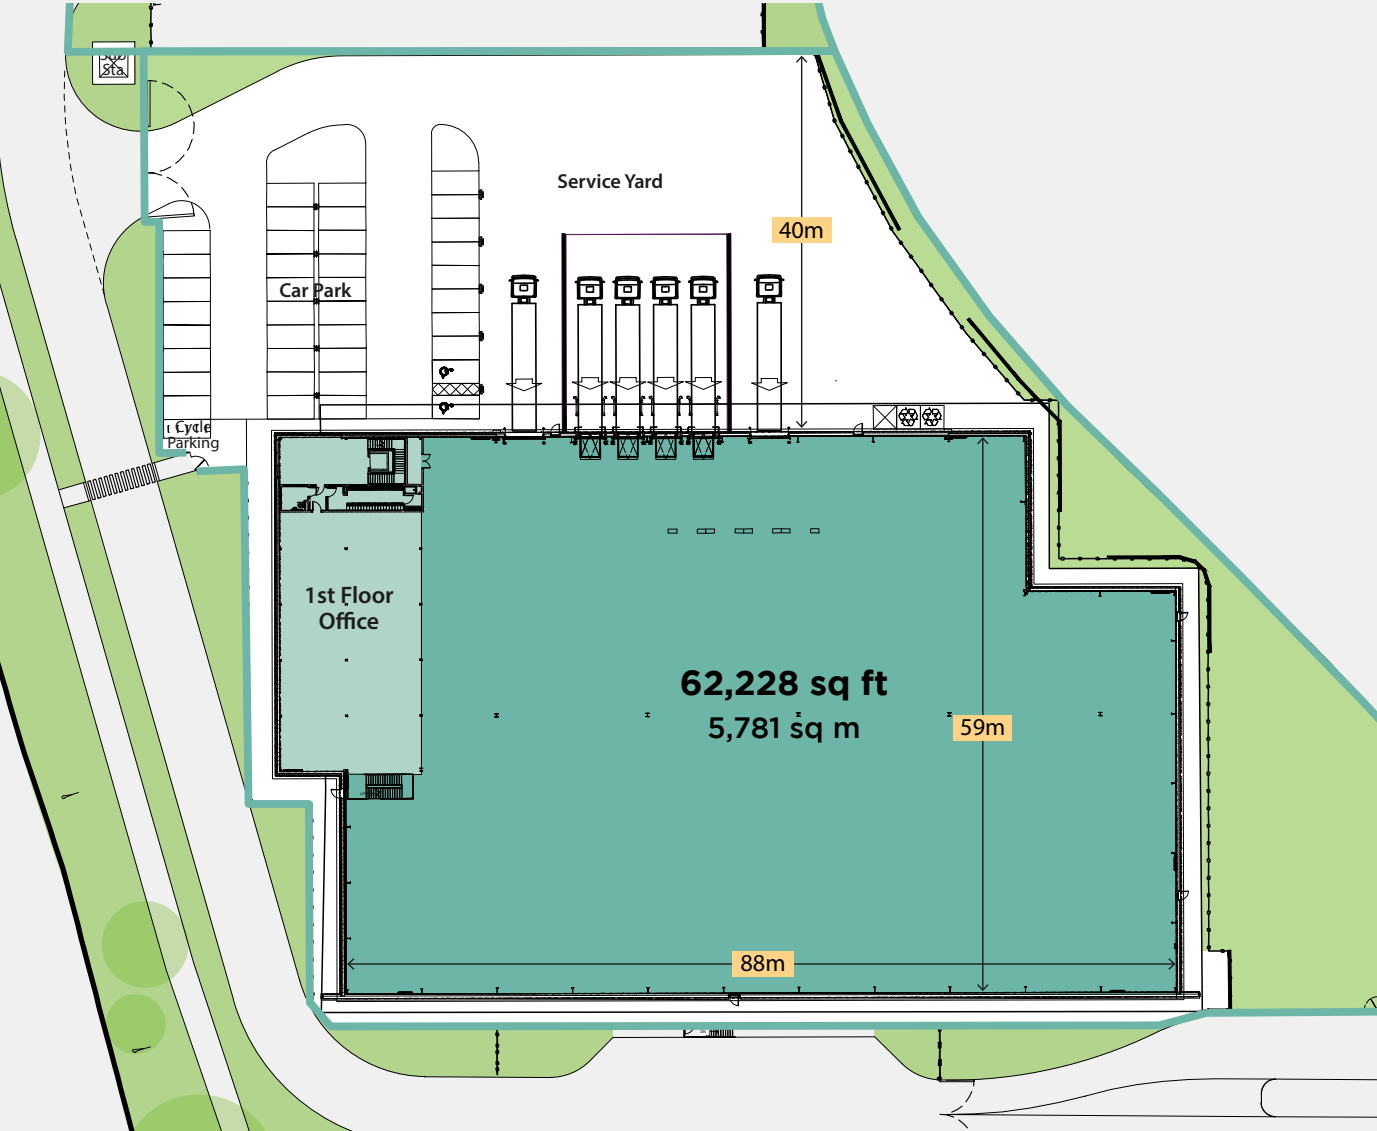 Sub
Sta
Service Yard
40m
Car Park
Cycle
Parking
1st Floor
Office
62,228 sq ft
5,781 sq m
59m
88m